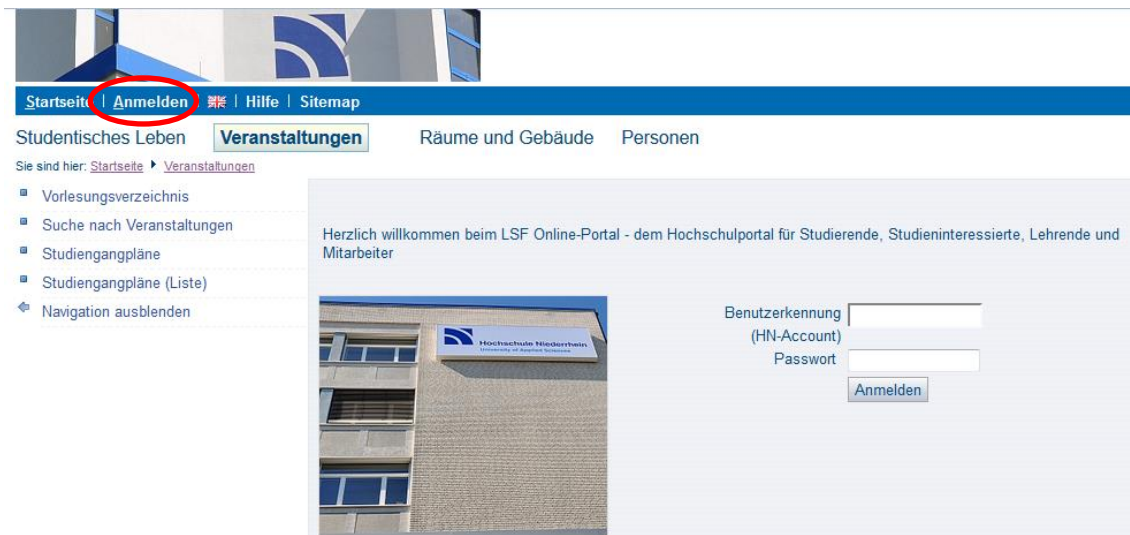 Startseite | Anmelden | Hilfe | Sitemap
Studentisches Leben Veranstaltungen Räume und Gebäude Personen
Sie sind hier: Startseite Veranstaltungen
Vorlesungsverzeichnis
Suche nach Veranstaltungen
Studiengangpläne
Studiengangpläne (Liste)
Navigation ausblenden
Herzlich willkommen beim LSF Online-Portal - dem Hochschulportal für Studierende, Studieninteressierte, Lehrende und
Mitarbeiter
Hochschule Niederrhein
University of Applied Sciences
Benutzerkennung
(HN-Account)
Passwort
Anmelden